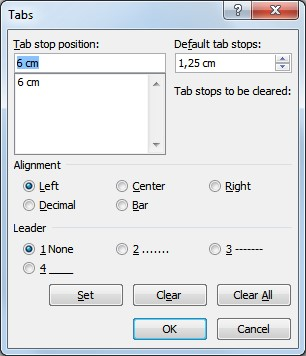 Tabs
Tab stop position:
Default tab stops:
6 cm
1,25 cm
6 cm
Tab stops to be cleared:
Alignment
Left
Center
Right
Decimal
Bar
Leader
1 None
2 .......
3 -------
4 ____
Set
Clear
Clear All
OK
Cancel